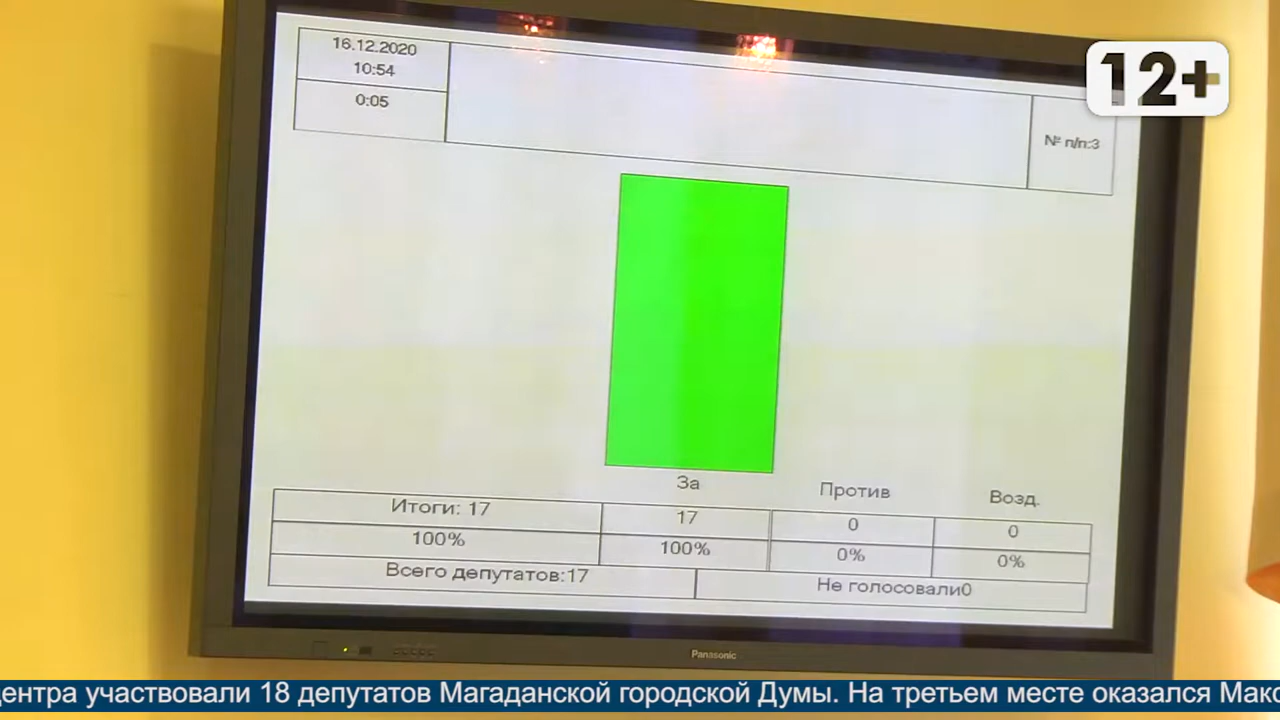 16.12.2020
10:54
0:05
№ п/п:3
12+
За
Против
Возд.
Итоги: 17
17
0
0
100%
100%
0%
0%
Всего депутатов:17
Не голосовали0
Panasonic
центра участвовали 18 депутатов Магаданской городской Думы. На третьем месте оказался Макс